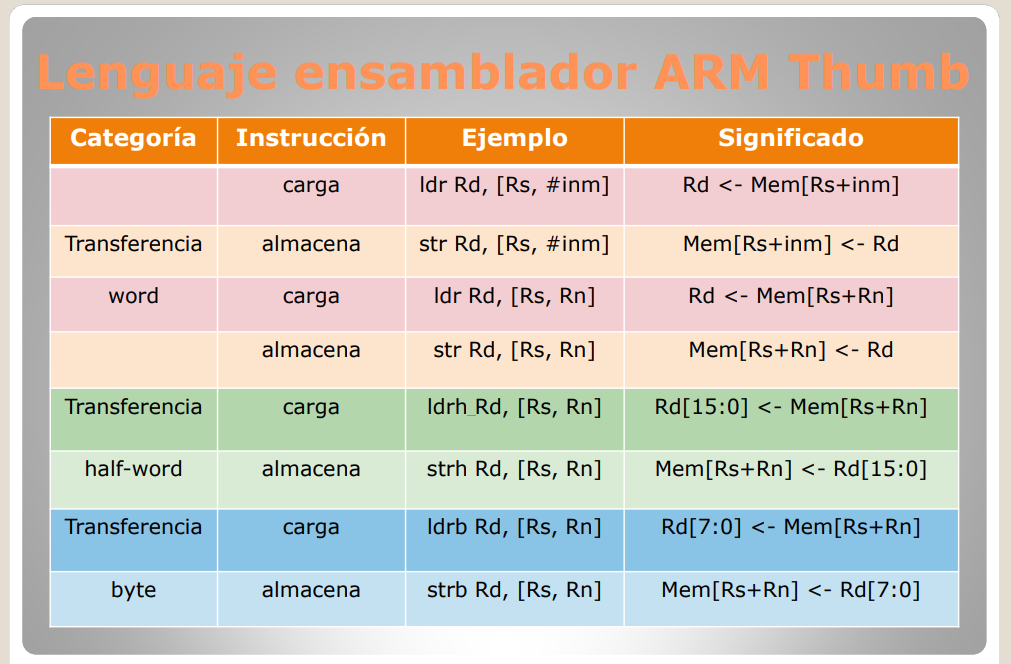 Lenguaje ensamblador ARM Thumb
Categoría Instrucción Ejemplo Significado
carga ldr Rd, [Rs, #inm] Rd <- Mem[Rs+inm]
Transferencia almacena str Rd, [Rs, #inm] Mem[Rs+inm] <- Rd
word carga ldr Rd, [Rs, Rn] Rd <- Mem[Rs+Rn]
almacena str Rd, [Rs, Rn] Mem[Rs+Rn] <- Rd
Transferencia carga ldrh_Rd, [Rs, Rn] Rd[15:0] <- Mem[Rs+Rn]
half-word almacena strh Rd, [Rs, Rn] Mem[Rs+Rn] <- Rd[15:0]
Transferencia carga ldrb Rd, [Rs, Rn] Rd[7:0] <- Mem[Rs+Rn]
byte almacena strb Rd, [Rs, Rn] Mem[Rs+Rn] <- Rd[7:0]